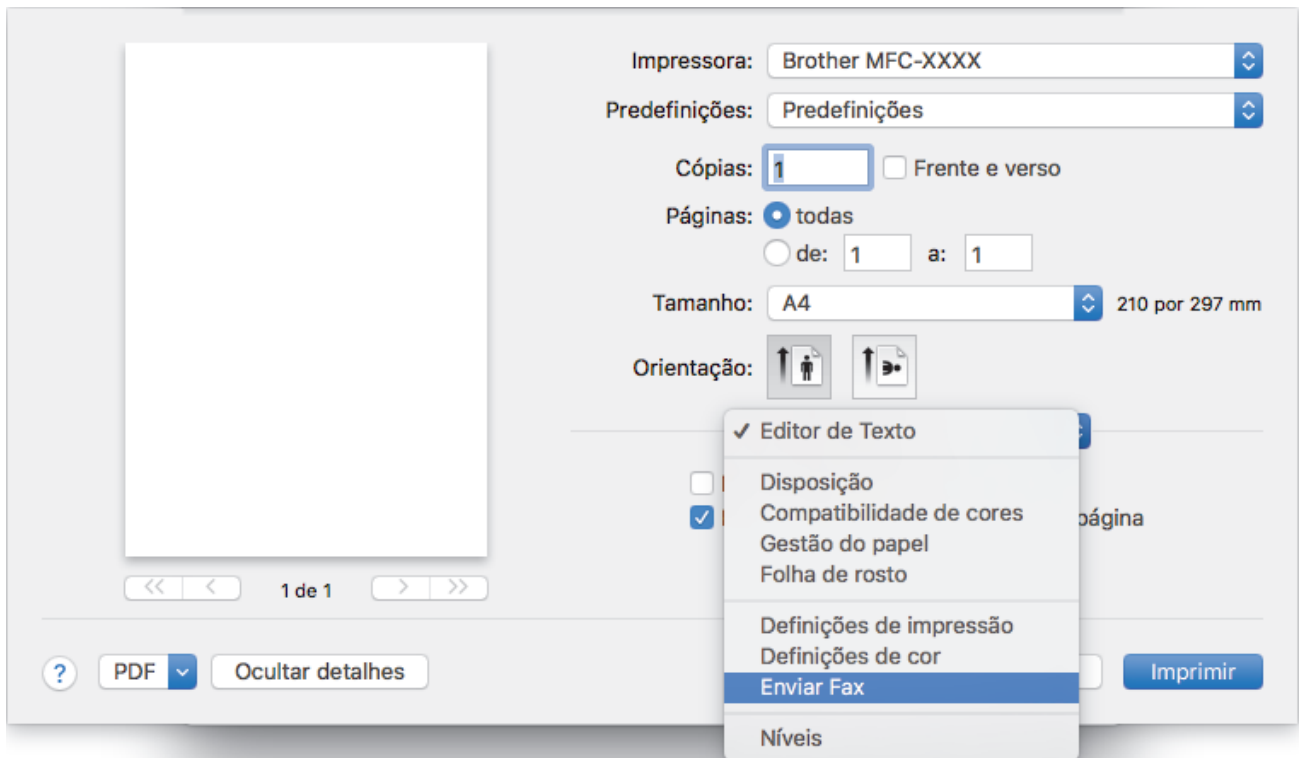 Impressora: Brother MFC-XXXX
Predefinições: Predefinições
Cópias: 1 Frente e verso
Páginas: todas
de: 1 a: 1
Tamanho: A4 210 por 297 mm
Orientação:
✓ Editor de Texto
Disposição
Compatibilidade de cores
página
Gestão do papel
Folha de rosto
1 de 1
Definições de impressão
Definições de cor
Enviar Fax
Níveis
? PDF Ocultar detalhes Imprimir